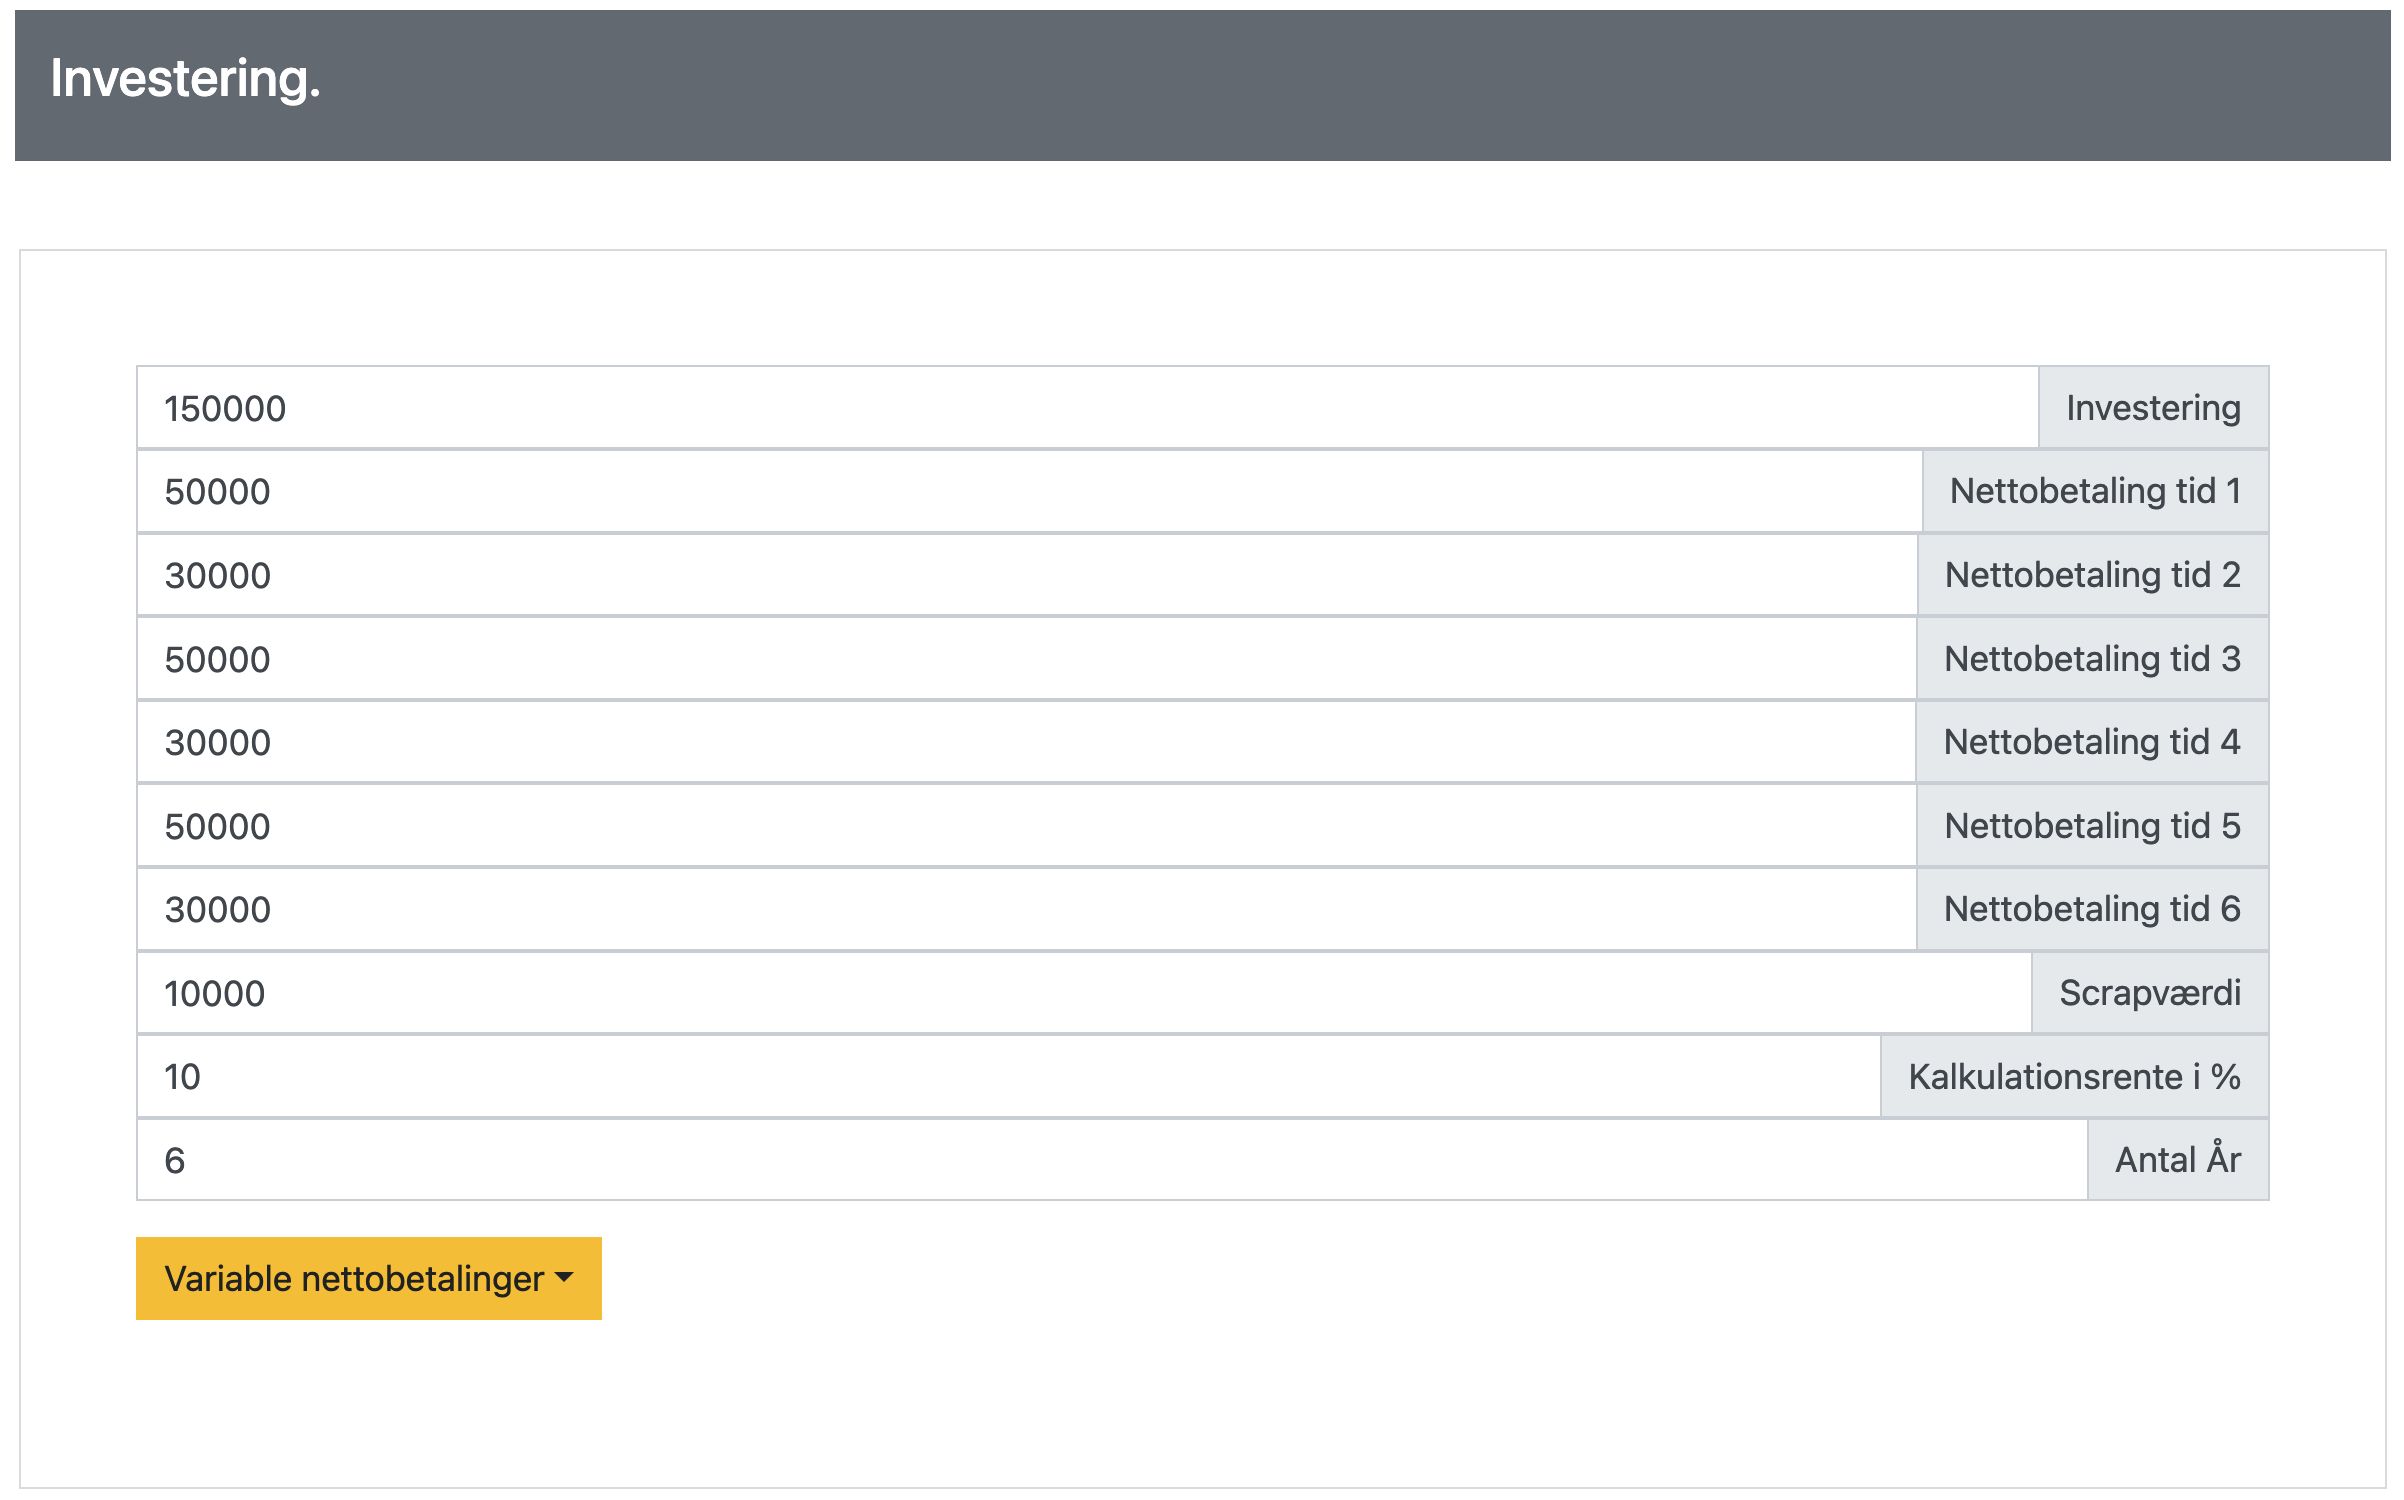 Investering.
150000 Investering
50000 Nettobetaling tid 1
30000 Nettobetaling tid 2
50000 Nettobetaling tid 3
30000 Nettobetaling tid 4
50000 Nettobetaling tid 5
30000 Nettobetaling tid 6
10000 Scrapværdi
10 Kalkulationsrente i %
6 Antal År
Variable nettobetalinger